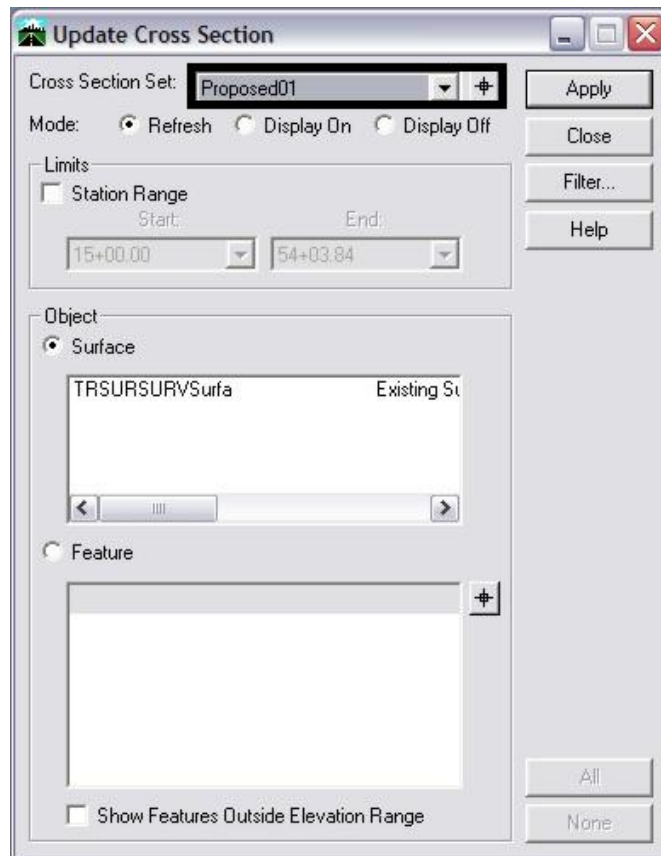 Update Cross Section
Cross Section Set: Proposed01
Apply
Mode: Refresh Display On Display Off
Close
Limits
Filter...
Station Range
Start: End:
Help
15+00.00 54+03.84
Object
Surface
TRSURSURVSurfa Existing Su
Feature
All
Show Features Outside Elevation Range
None